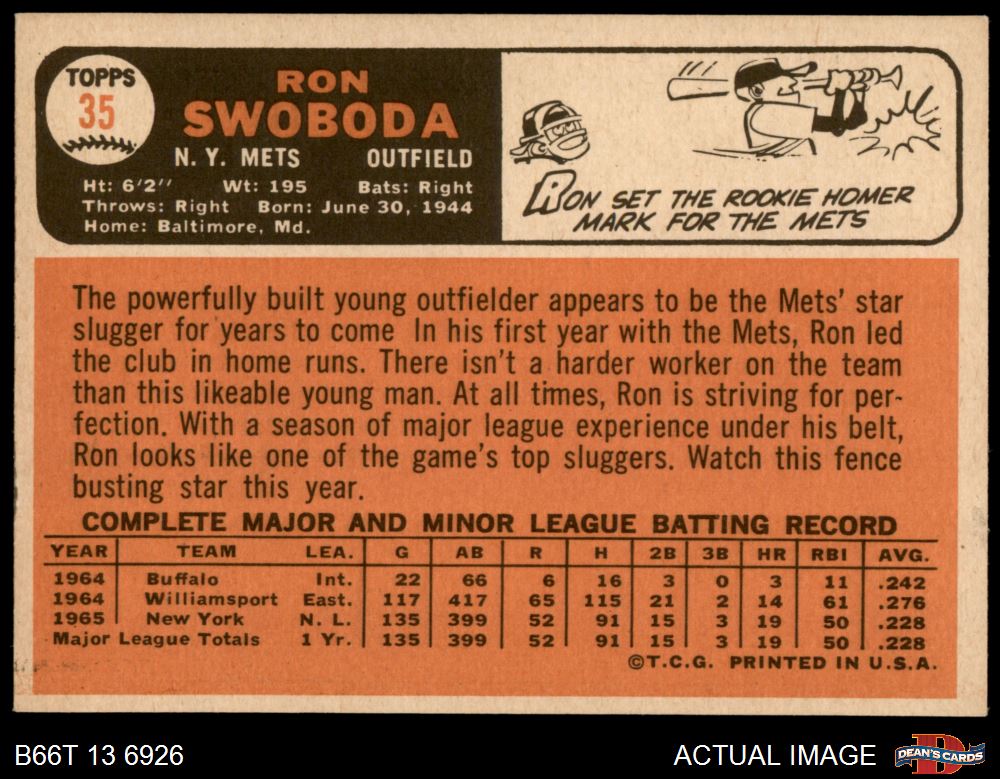 TOPPS
35
RON
SWOBODA
N. Y. METS OUTFIELD
Ht: 6'2" Wt: 195 Bats: Right
Throws: Right Born: June 30, 1944
Home: Baltimore, Md.
RON SET THE ROOKIE HOMER
MARK FOR THE METS
The powerfully built young outfielder appears to be the Mets' star
slugger for years to come In his first year with the Mets, Ron led
the club in home runs. There isn't a harder worker on the team
than this likeable young man. At all times, Ron is striving for per-
fection. With a season of major league experience under his belt,
Ron looks like one of the game's top sluggers. Watch this fence
busting star this year.
COMPLETE MAJOR AND MINOR LEAGUE BATTING RECORD
YEAR TEAM LEA. G AB R H 2B 3B HR RBI AVG.
1964 Buffalo Int. 22 66 6 16 3 0 3 11 .242
1964 Williamsport East. 117 417 65 115 21 2 14 61 .276
1965 New York N. L. 135 399 52 91 15 3 19 50 .228
Major League Totals 1 Yr. 135 399 52 91 15 3 19 50 .228
©T.C.G. PRINTED IN U.S.A.
B66T 13 6926 ACTUAL IMAGE
D
DEAN'S CARDS